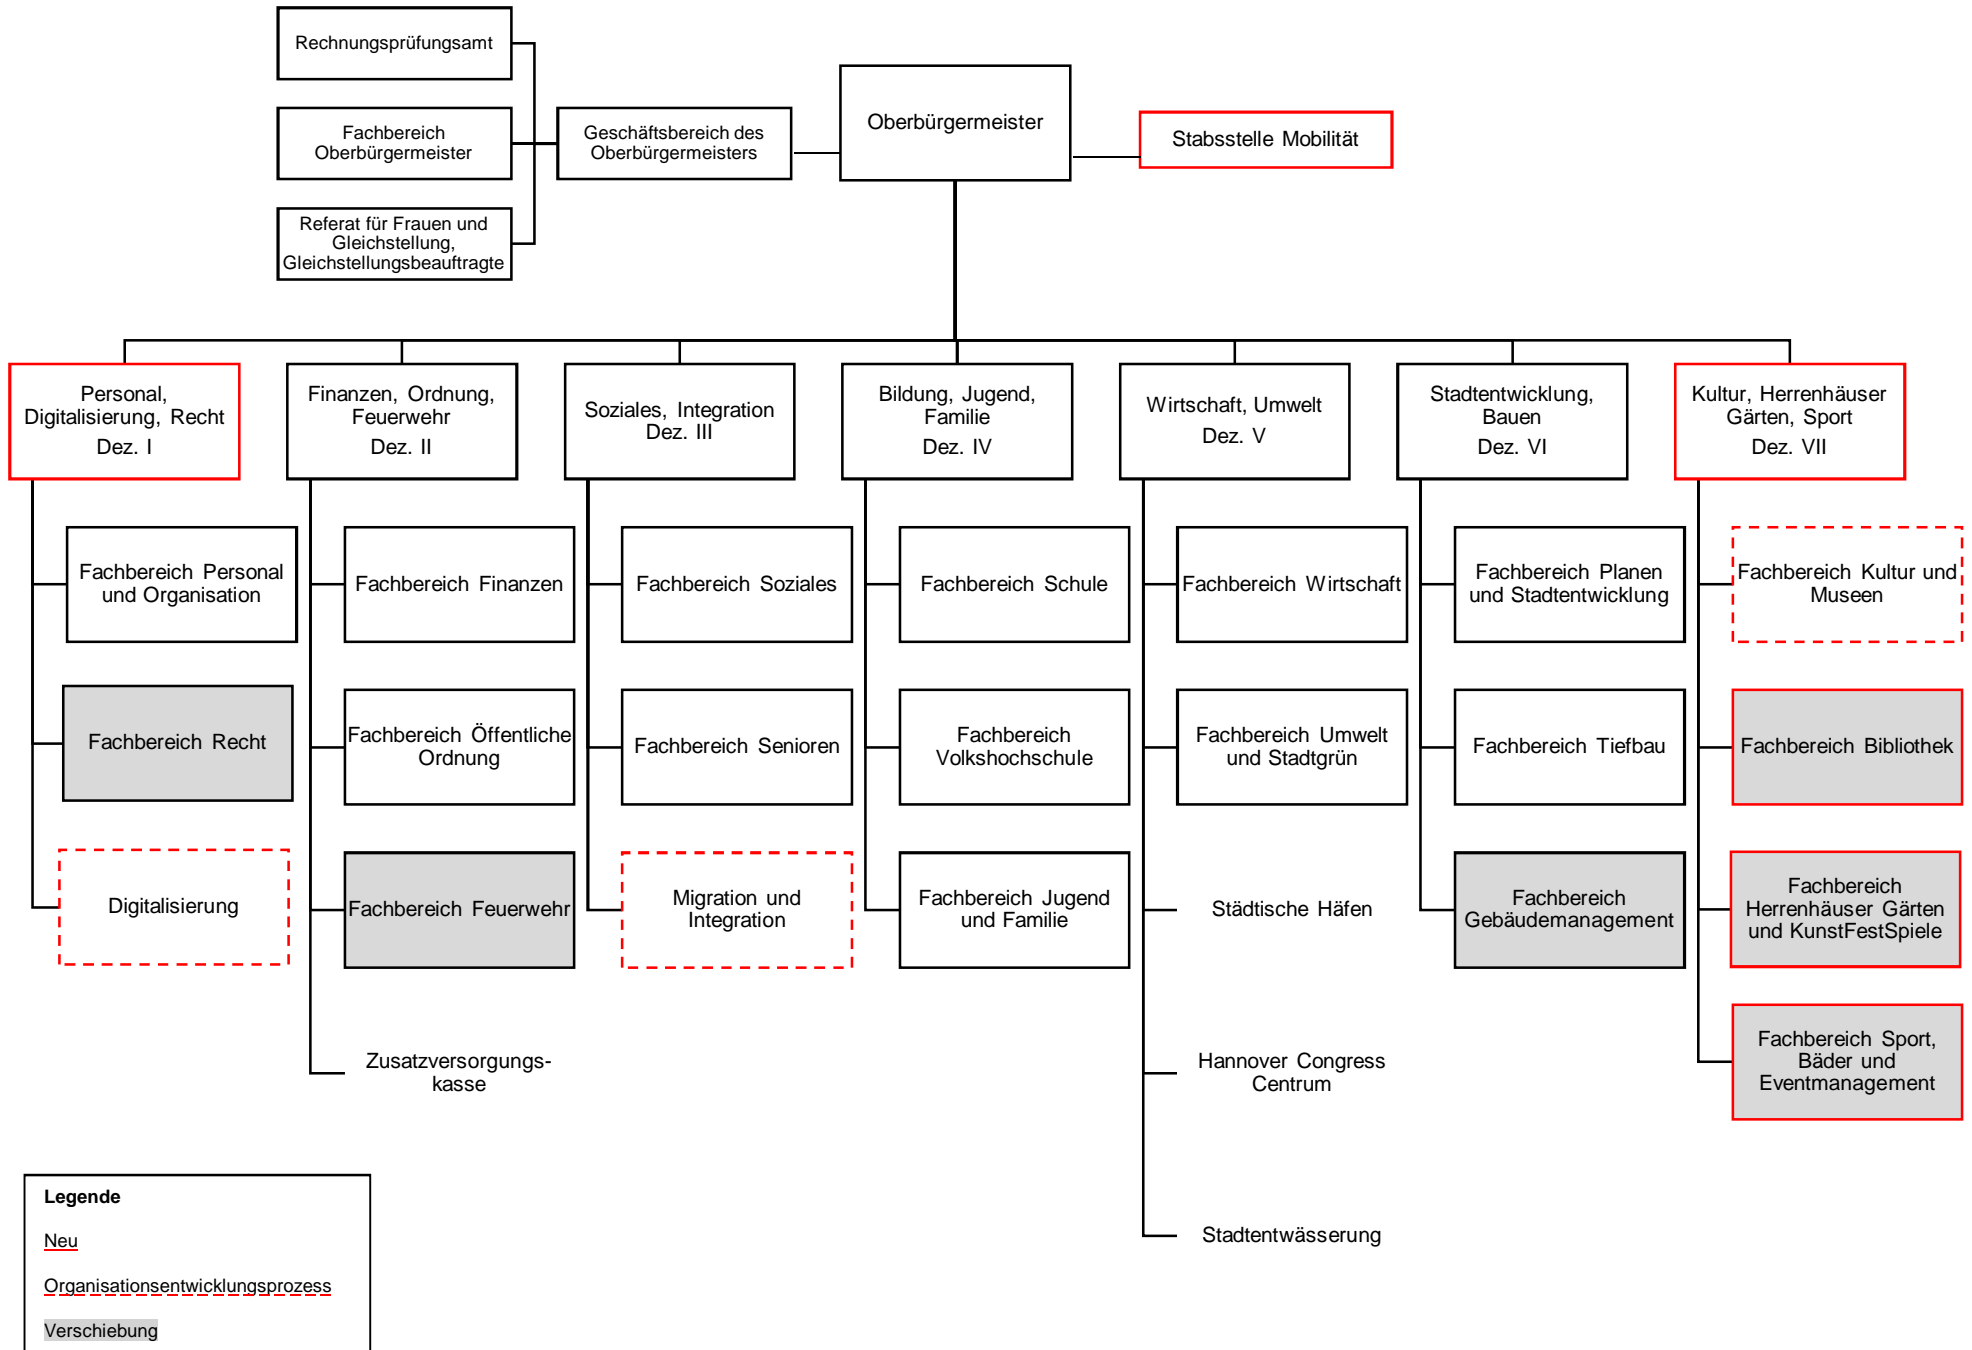 Rechnungsprüfungsamt
Fachbereich
Oberbürgermeister
Referat für Frauen und
Gleichstellung,
Gleichstellungsbeauftragte
Geschäftsbereich des
Oberbürgermeisters
Oberbürgermeister
Stabsstelle Mobilität
Personal,
Digitalisierung, Recht
Dez. I
Finanzen, Ordnung,
Feuerwehr
Dez. II
Soziales, Integration
Dez. III
Bildung, Jugend,
Familie
Dez. IV
Wirtschaft, Umwelt
Dez. V
Stadtentwicklung,
Bauen
Dez. VI
Kultur, Herrenhäuser
Gärten, Sport
Dez. VII
Fachbereich Personal
und Organisation
Fachbereich Recht
Digitalisierung
Fachbereich Finanzen
Fachbereich Öffentliche
Ordnung
Fachbereich Feuerwehr
Zusatzversorgungs-
kasse
Fachbereich Soziales
Fachbereich Senioren
Migration und
Integration
Fachbereich Schule
Fachbereich
Volkshochschule
Fachbereich Jugend
und Familie
Fachbereich Wirtschaft
Fachbereich Umwelt
und Stadtgrün
Städtische Häfen
Hannover Congress
Centrum
Stadtentwässerung
Fachbereich Planen
und Stadtentwicklung
Fachbereich Tiefbau
Fachbereich
Gebäudemanagement
Fachbereich Kultur und
Museen
Fachbereich Bibliothek
Fachbereich
Herrenhäuser Gärten
und KunstFestSpiele
Fachbereich Sport,
Bäder und
Eventmanagement
Legende
Neu
Organisationsentwicklungsprozess
Verschiebung